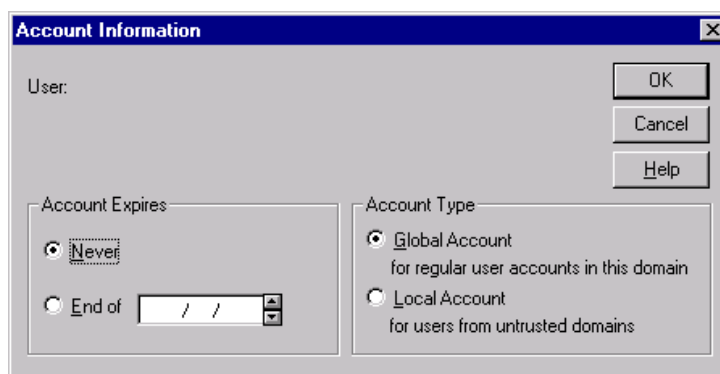 Account Information
User:
OK
Cancel
Help
Account Expires
Never
End of / /
Account Type
Global Account
for regular user accounts in this domain
Local Account
for users from untrusted domains